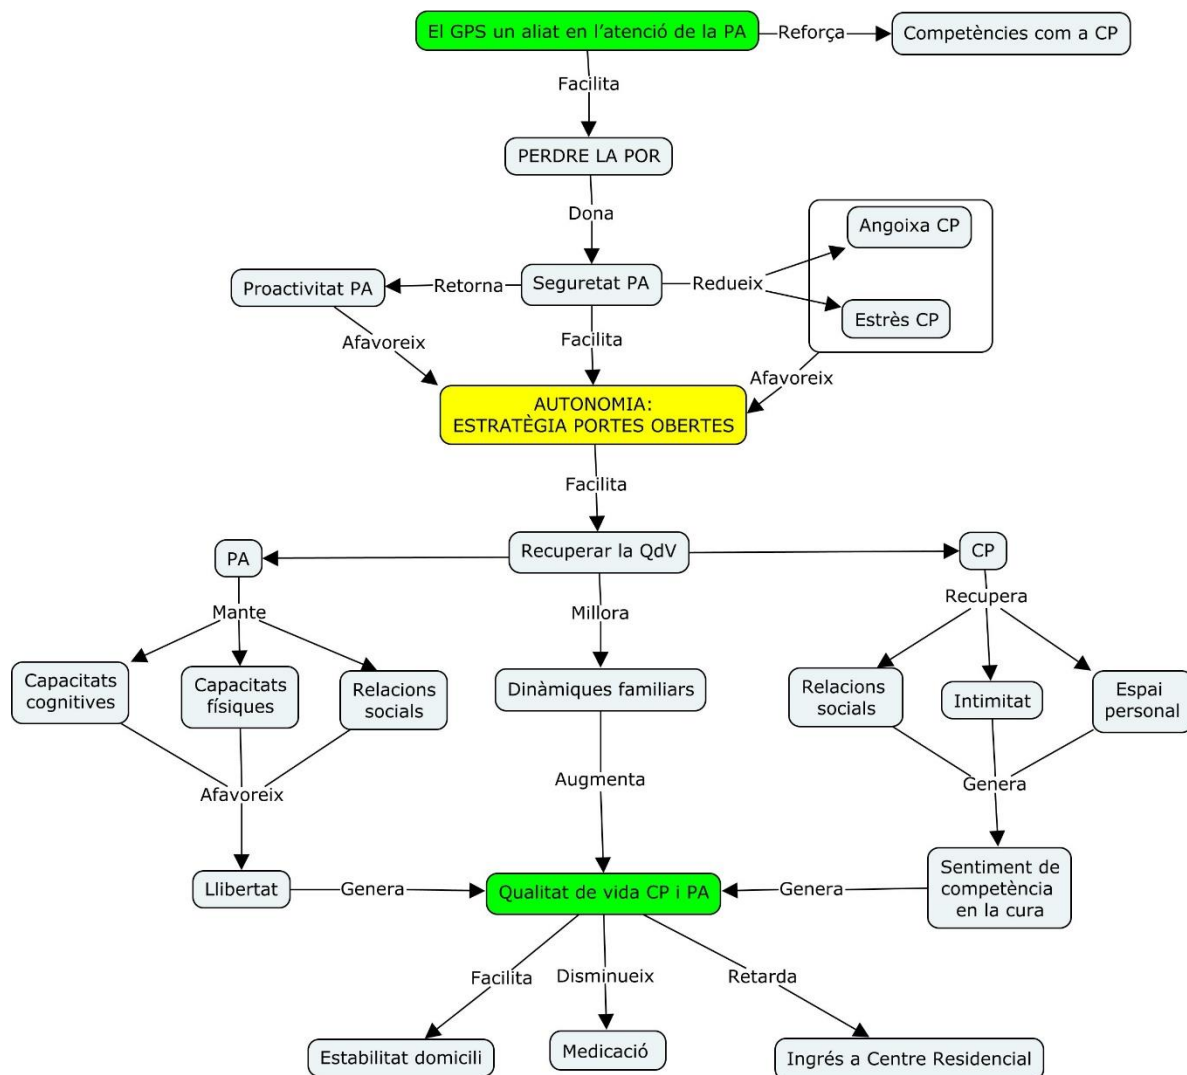 El GPS un aliat en l'atenció de la PA
Reforça
Competències com a CP
Facilita
PERDRE LA POR
Dona
Angoixa CP
Proactivitat PA
Retorna
Seguretat PA
Redueix
Estrès CP
Afavoreix
Facilita
Afavoreix
AUTONOMIA:
ESTRATÈGIA PORTES OBERTES
Facilita
PA
Recuperar la QdV
CP
Mante
Millora
Recupera
Capacitats
cognitives
Capacitats
físiques
Relacions
socials
Dinàmiques familiars
Relacions
socials
Intimitat
Espai
personal
Afavoreix
Augmenta
Genera
Llibertat
Genera
Qualitat de vida CP i PA
Genera
Sentiment de
competència
en la cura
Facilita
Disminueix
Retarda
Estabilitat domicili
Medicació
Ingrés a Centre Residencial